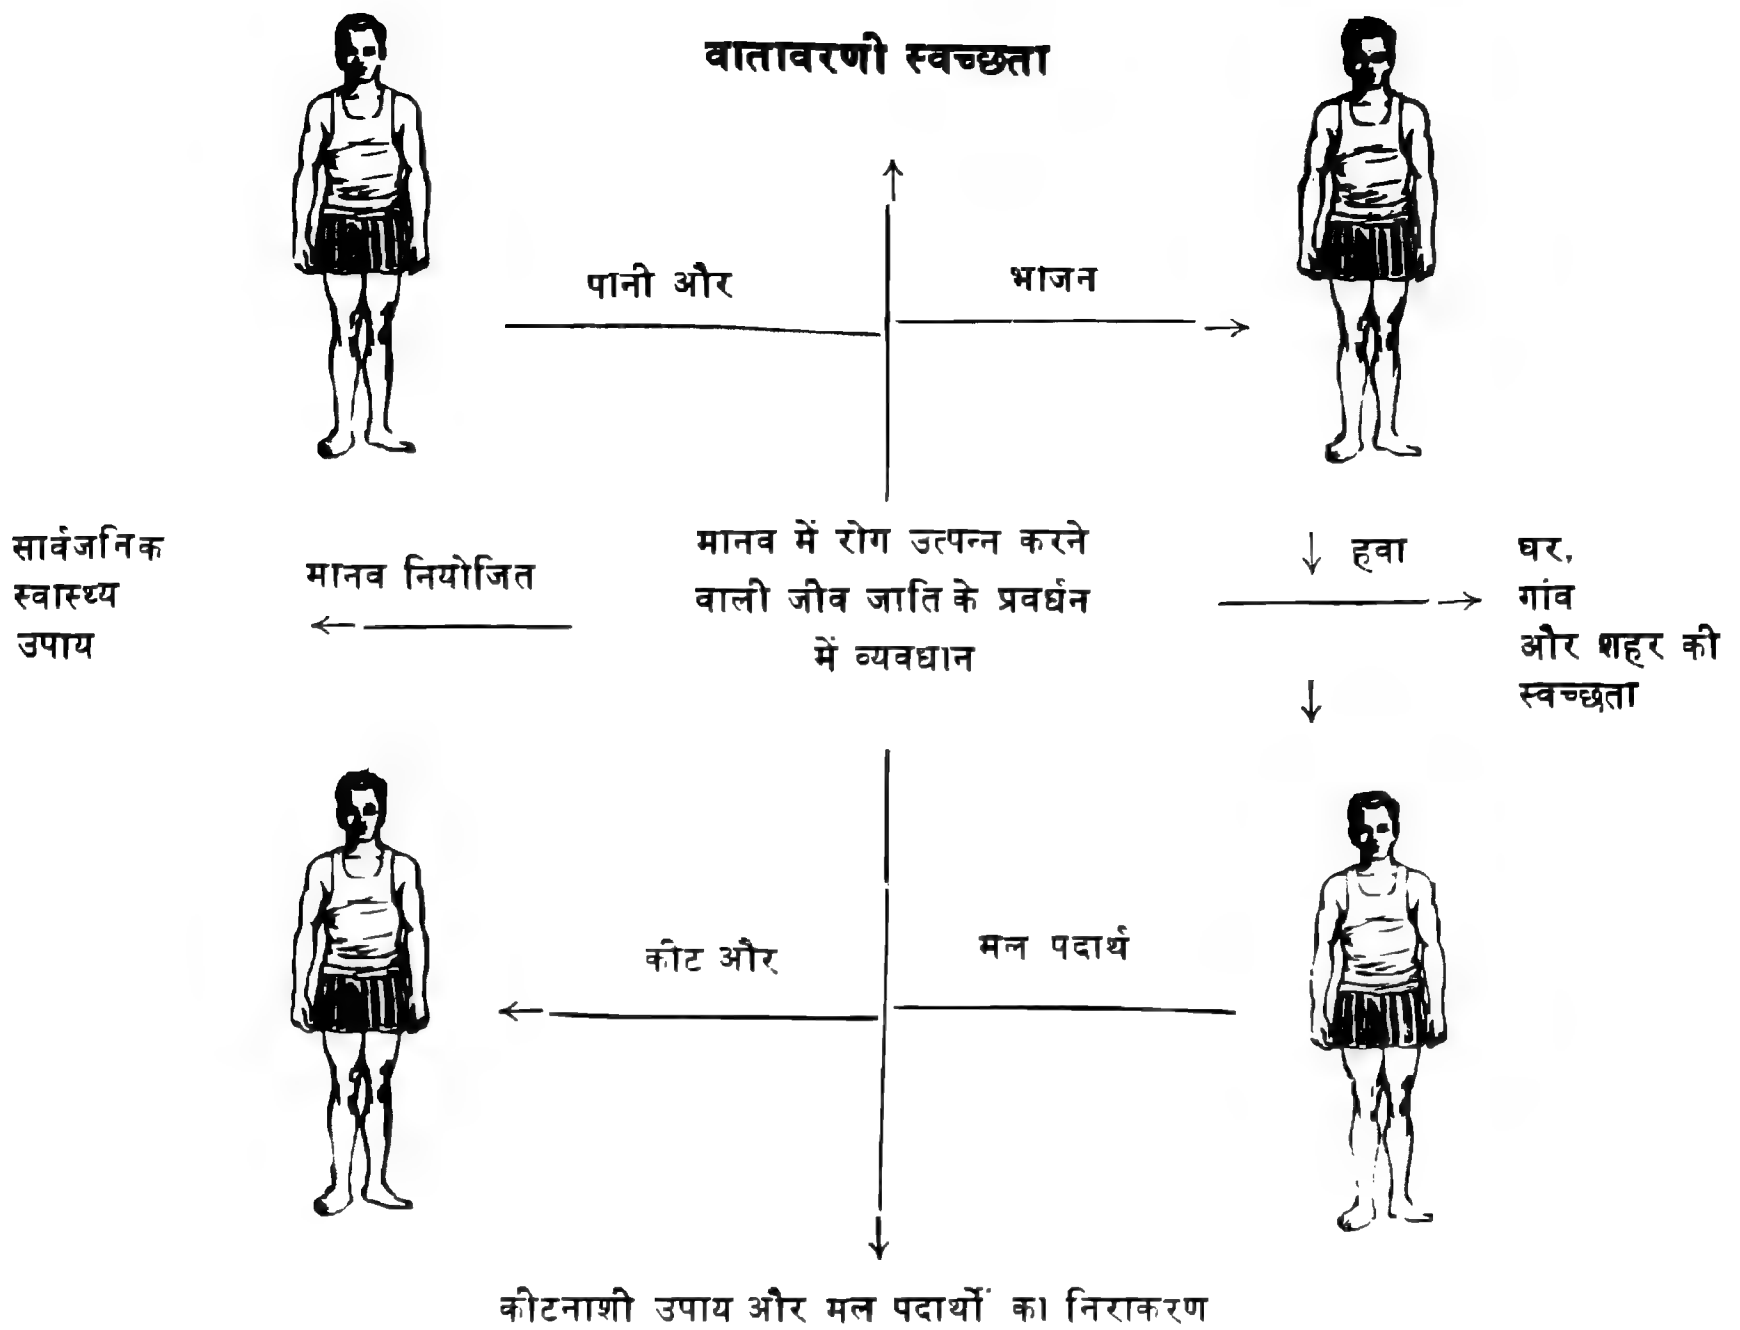 वातावरणी स्वच्छता
पानी और
भाजन
सार्वजनिक
स्वास्थ्य
उपाय
मानव नियोजित
मानव में रोग उत्पन्न करने
वाली जीव जाति के प्रवर्धन
में व्यवधान
हवा
घर,
गांव
और शहर की
स्वच्छता
कीट और
मल पदार्थ
कीटनाशी उपाय और मल पदार्थों का निराकरण